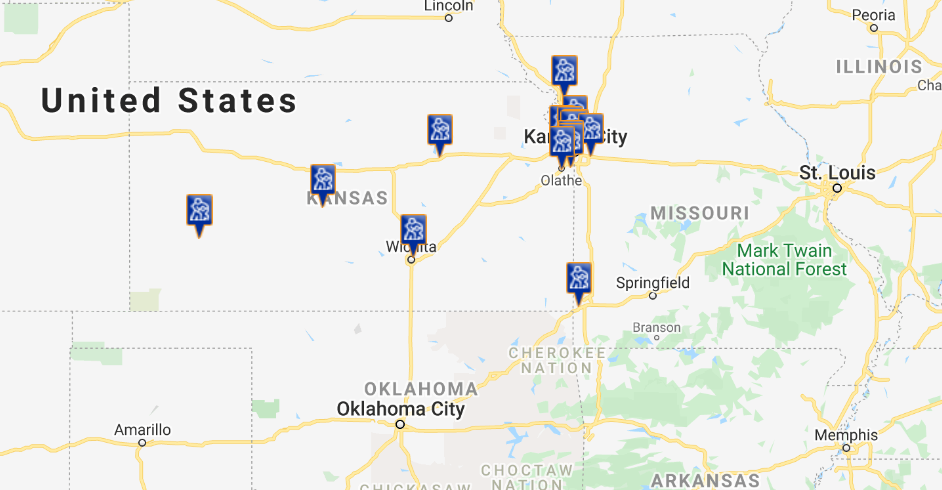 Lincoln
Peoria
ILLINOIS
Cha
United States
Kan City
Olathe
St. Louis
KANSAS
MISSOURI
Wichita
Mark Twain
National Forest
Springfield
Branson
CHEROKEE
NATION
OKLAHOMA
Oklahoma City
Amarillo
Memphis
CHOCTAW
NATION
ARKANSAS
CHICKASAW